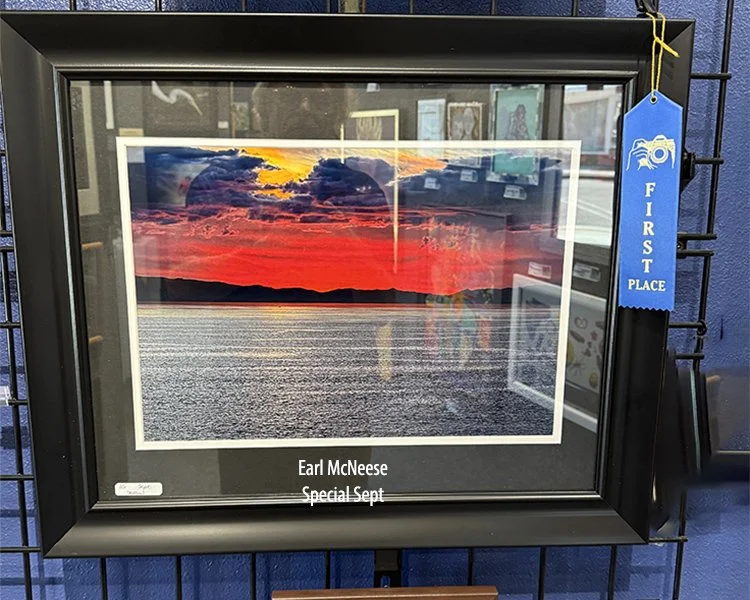 FIRST
PLACE
Earl McNeese
Special Sept